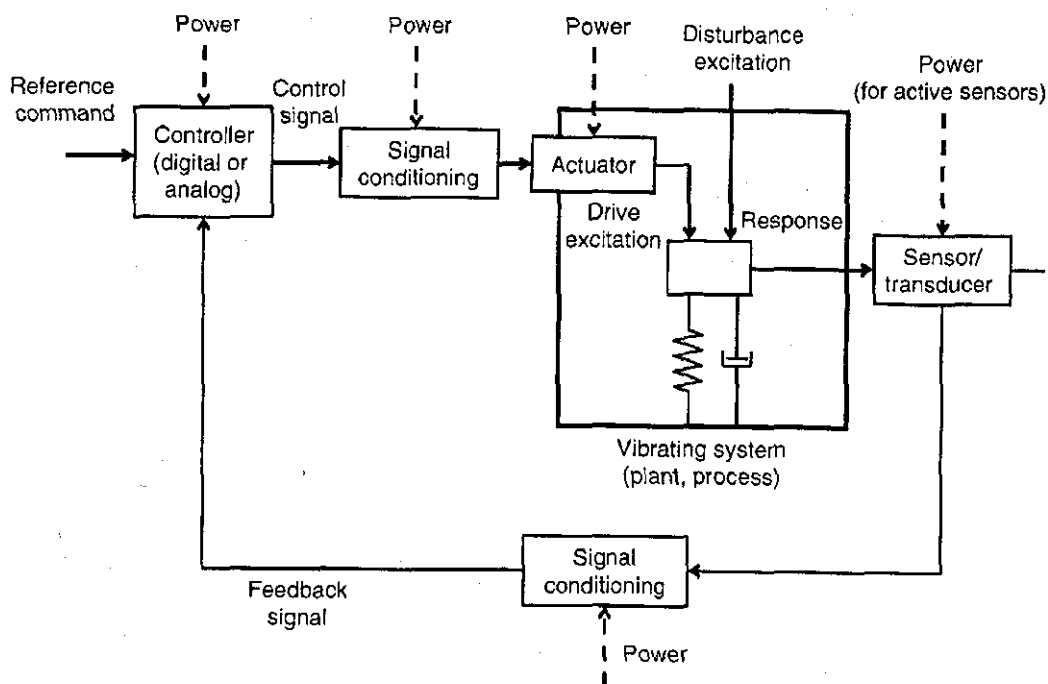 Power
Power
Power
Disturbance
excitation
Power
(for active sensors)
Reference
command
Control
signal
Controller
(digital or
analog)
Signal
conditioning
Actuator
Drive
excitation
Response
Sensor/
transducer
Vibrating system
(plant, process)
Signal
conditioning
Feedback
signal
Power